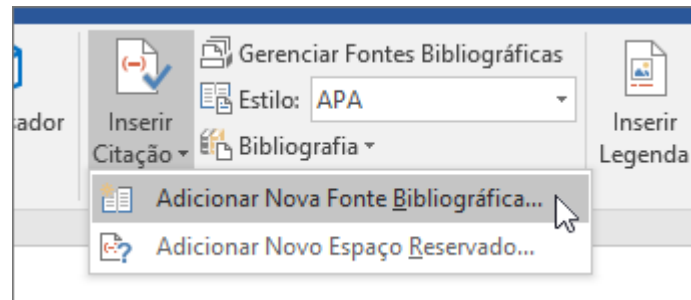 Gerenciar Fontes Bibliográficas
Estilo: APA
Bibliografia
ador
Inserir
Citação
Inserir
Legenda
Adicionar Nova Fonte Bibliográfica...
Adicionar Novo Espaço Reservado...